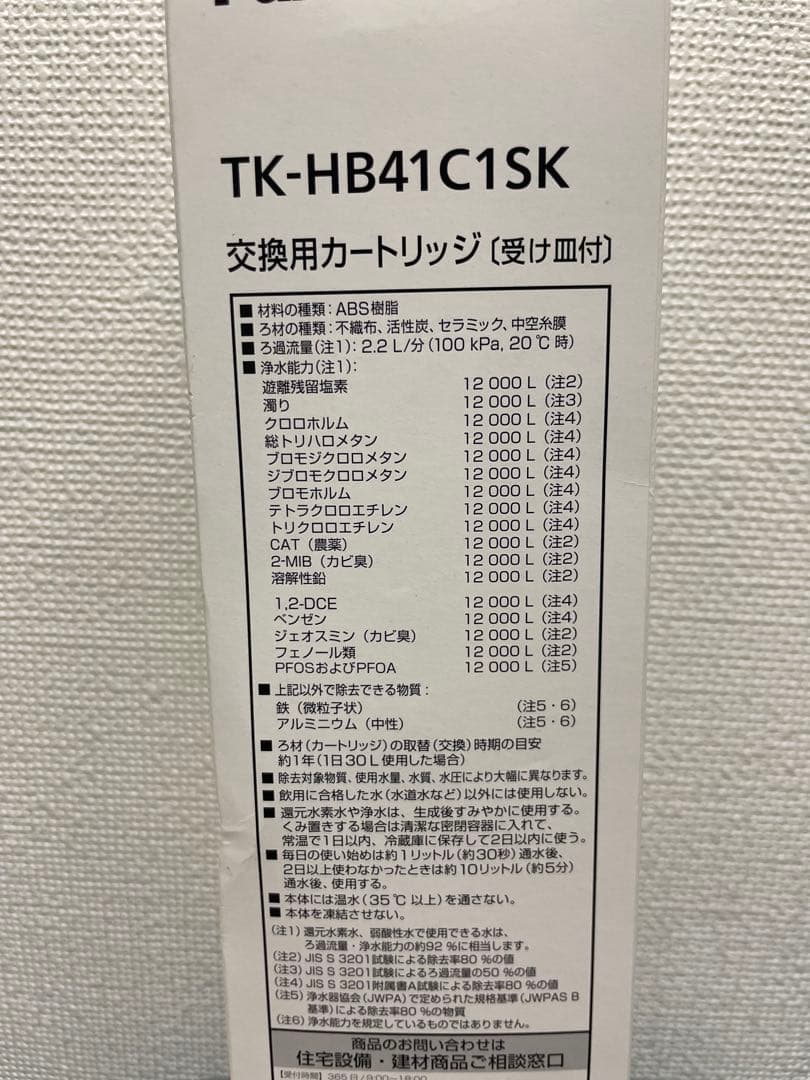 TK-HB41C1SK
交換用カートリッジ〔受け皿付〕
■ 材料の種類：ABS樹脂
■ ろ材の種類：不織布、活性炭、セラミック、中空糸膜
■ ろ過流量(注1)：2.2 L/分(100 kPa, 20℃時)
■ 浄水能力(注1)：
遊離残留塩素 12 000 L（注2）
濁り 12 000 L（注3）
クロロホルム 12 000 L（注4）
総トリハロメタン 12 000 L（注4）
ブロモジクロロメタン 12 000 L（注4）
ジブロモクロロメタン 12 000 L（注4）
ブロモホルム 12 000 L（注4）
テトラクロロエチレン 12 000 L（注4）
トリクロロエチレン 12 000 L（注4）
CAT（農薬） 12 000 L（注2）
2-MIB（カビ臭） 12 000 L（注2）
溶解性鉛 12 000 L（注2）
1,2-DCE 12 000 L（注4）
ベンゼン 12 000 L（注4）
ジェオスミン（カビ臭） 12 000 L（注2）
フェノール類 12 000 L（注2）
PFOSおよびPFOA 12 000 L（注5）
■ 上記以外で除去できる物質：
鉄（微粒子状） （注5・6）
アルミニウム（中性） （注5・6）
■ ろ材(カートリッジ)の取替(交換)時期の目安
約1年(1日30L使用した場合)
■ 除去対象物質、使用水量、水質、水圧により大幅に異なります。
■ 飲用に合格した水(水道水など)以外には使用しない。
■ 還元水素水や浄水は、生成後すみやかに使用する。
くみ置きする場合は清潔な密閉容器に入れて、
常温で1日以内、冷蔵庫に保存して2日以内に使う。
■ 毎日の使い始めは約1リットル(約30秒)通水後、
2日以上使わなかったときは約10リットル(約5分)
通水後、使用する。
■ 本体には温水(35℃以上)を通さない。
■ 本体を凍結させない。
(注1) 還元水素水、弱酸性水で使用できる水は、
ろ過流量・浄水能力の約92 %に相当します。
(注2) JIS S 3201試験による除去率80 %の値
(注3) JIS S 3201試験によるろ過流量の50 %の値
(注4) JIS S 3201附属書A試験による除去率80 %の値
(注5) 浄水器協会(JWPA)で定められた規格基準(JWPAS B
基準)による除去率80 %の物質
(注6) 浄水能力を規定しているものではありません。
商品のお問い合わせは
住宅設備・建材商品ご相談窓口
【受付時間】365日/9:00～18:00